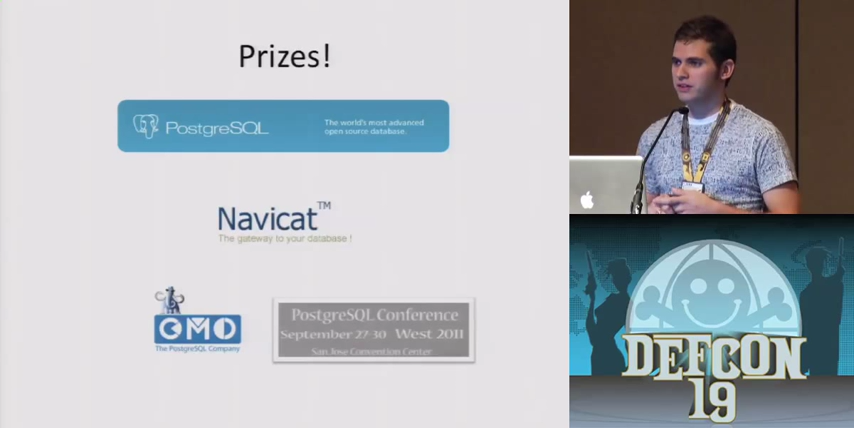 Prizes!
PostgreSQL
The world's most advanced
open source database.
Navicat™
The gateway to your database !
CMD
The PostgreSQL Company
PostgreSQL Conference
September 27-30 West 2011
San Jose Convention Center
DEFCON
19